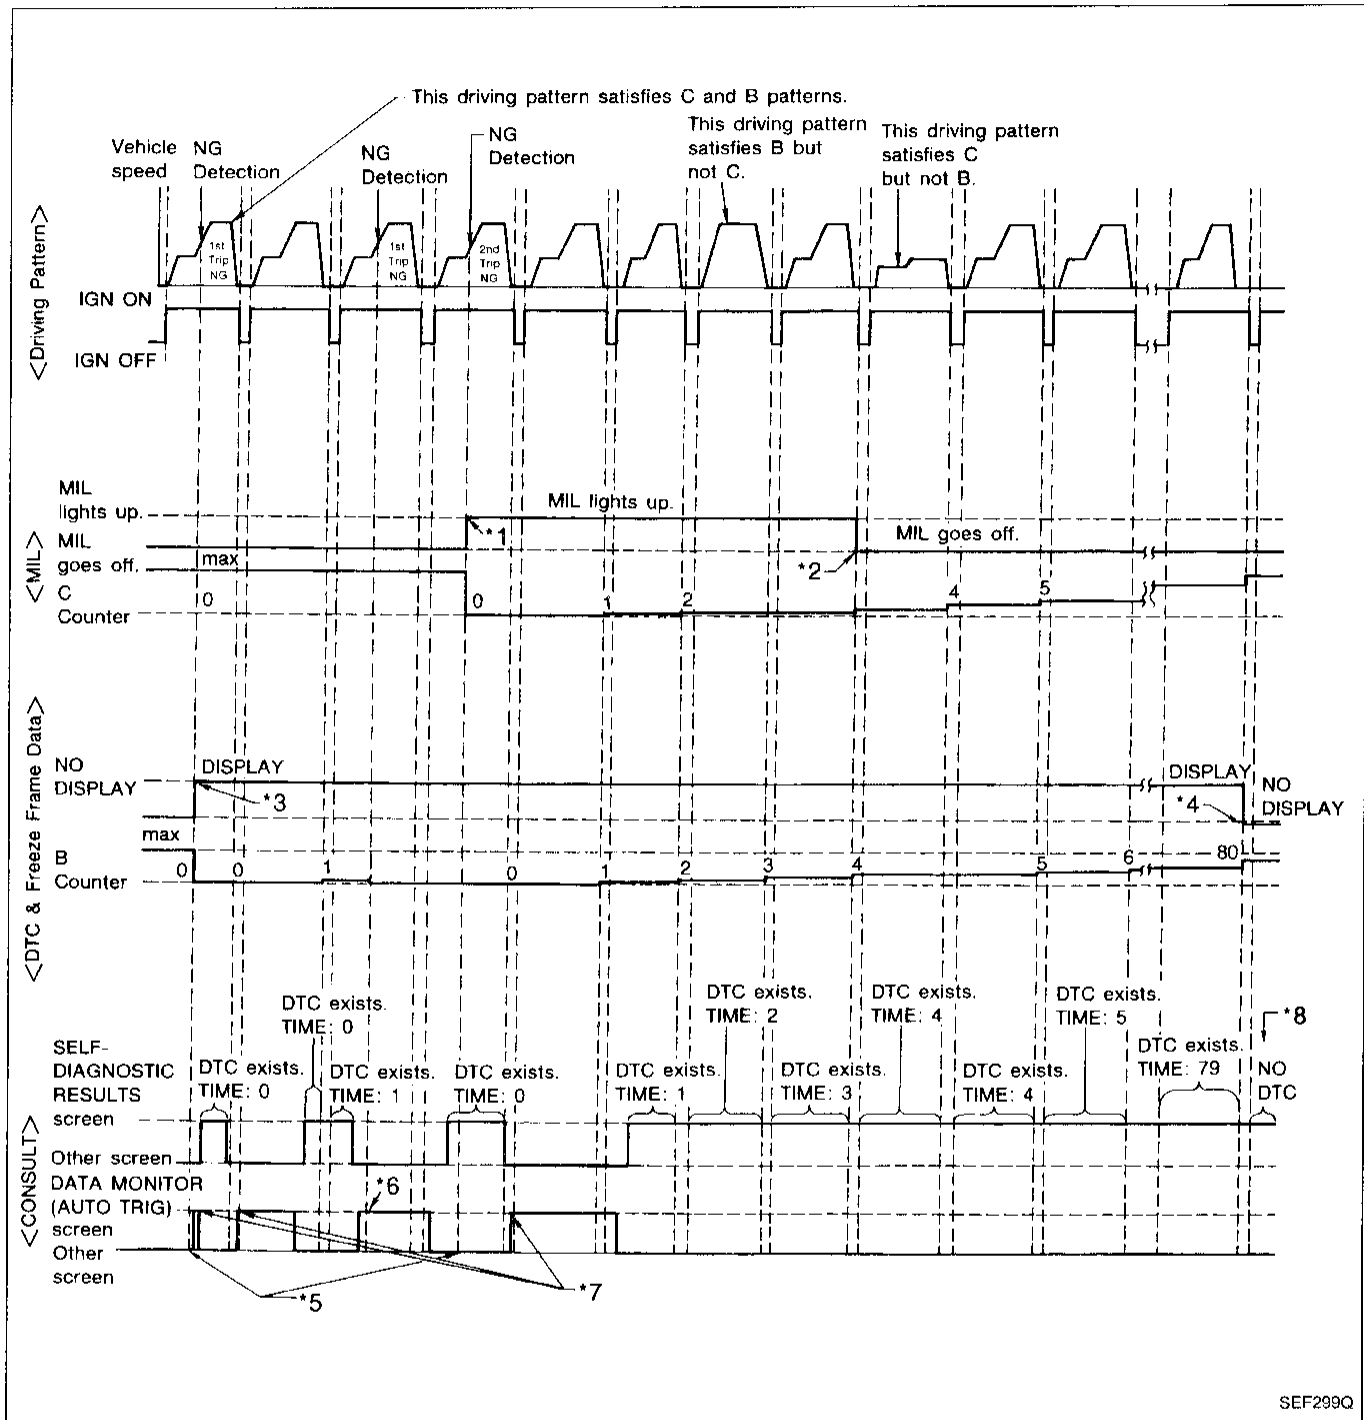 This driving pattern satisfies C and B patterns.
Vehicle
speed
NG
Detection
NG
Detection
NG
Detection
This driving pattern
satisfies B but
not C.
This driving pattern
satisfies C
but not B.
<Driving Pattern>
1st
Trip
NG
1st
Trip
NG
2nd
Trip
NG
IGN ON
IGN OFF
<MIL>
MIL
lights up.
MIL lights up.
*1
MIL
goes off.
MIL goes off.
*2
max
C
Counter
0
0
1
2
4
5
<DTC & Freeze Frame Data>
NO
DISPLAY
DISPLAY
*3
DISPLAY
*4
NO
DISPLAY
max
B
Counter
0
0
1
0
1
2
3
4
5
6
80
<CONSULT>
SELF-
DIAGNOSTIC
RESULTS
screen
DTC exists.
TIME: 0
DTC exists.
TIME: 0
DTC exists.
TIME: 1
DTC exists.
TIME: 0
DTC exists.
TIME: 1
DTC exists.
TIME: 2
DTC exists.
TIME: 3
DTC exists.
TIME: 4
DTC exists.
TIME: 4
DTC exists.
TIME: 5
DTC exists.
TIME: 79
*8
NO
DTC
Other screen
DATA MONITOR
(AUTO TRIG)
screen
*6
Other
screen
*5
*7
SEF299Q